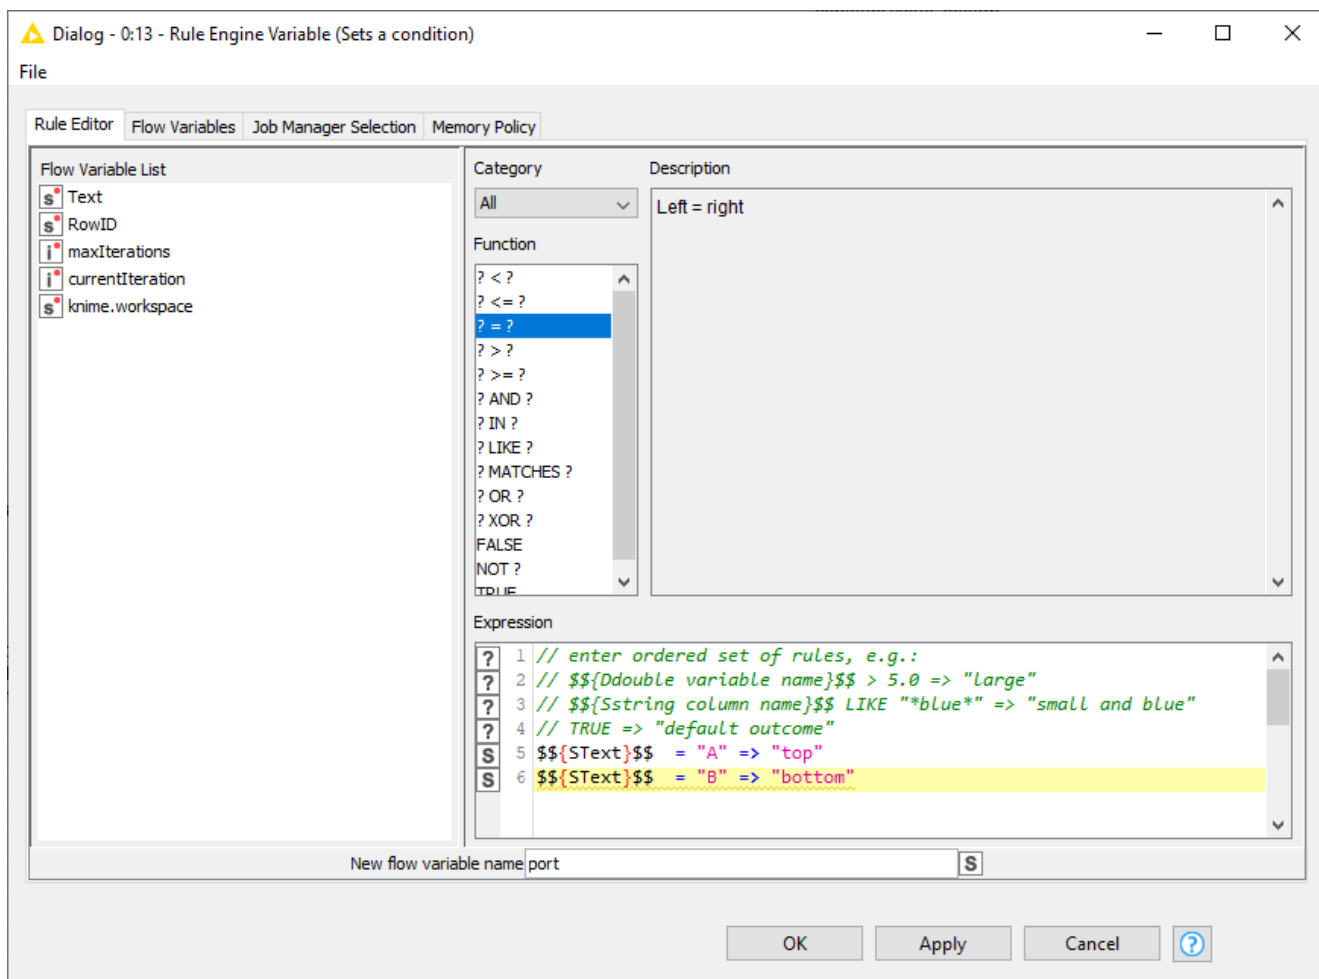 Dialog - 0:13 - Rule Engine Variable (Sets a condition)
File
Rule Editor
Flow Variables
Job Manager Selection
Memory Policy
Flow Variable List
s Text
s RowID
i maxIterations
i currentIteration
s knime.workspace
Category
All
Function
? < ?
? <= ?
? = ?
? > ?
? >= ?
? AND ?
? IN ?
? LIKE ?
? MATCHES ?
? OR ?
? XOR ?
FALSE
NOT ?
TRUE
Description
Left = right
Expression
? 1 // enter ordered set of rules, e.g.:
? 2 // $${Ddouble variable name}$$ > 5.0 => "large"
? 3 // $${Sstring column name}$$ LIKE "*blue*" => "small and blue"
? 4 // TRUE => "default outcome"
S 5 $${SText}$$  = "A" => "top"
S 6 $${SText}$$  = "B" => "bottom"
New flow variable name port S
OK
Apply
Cancel
?